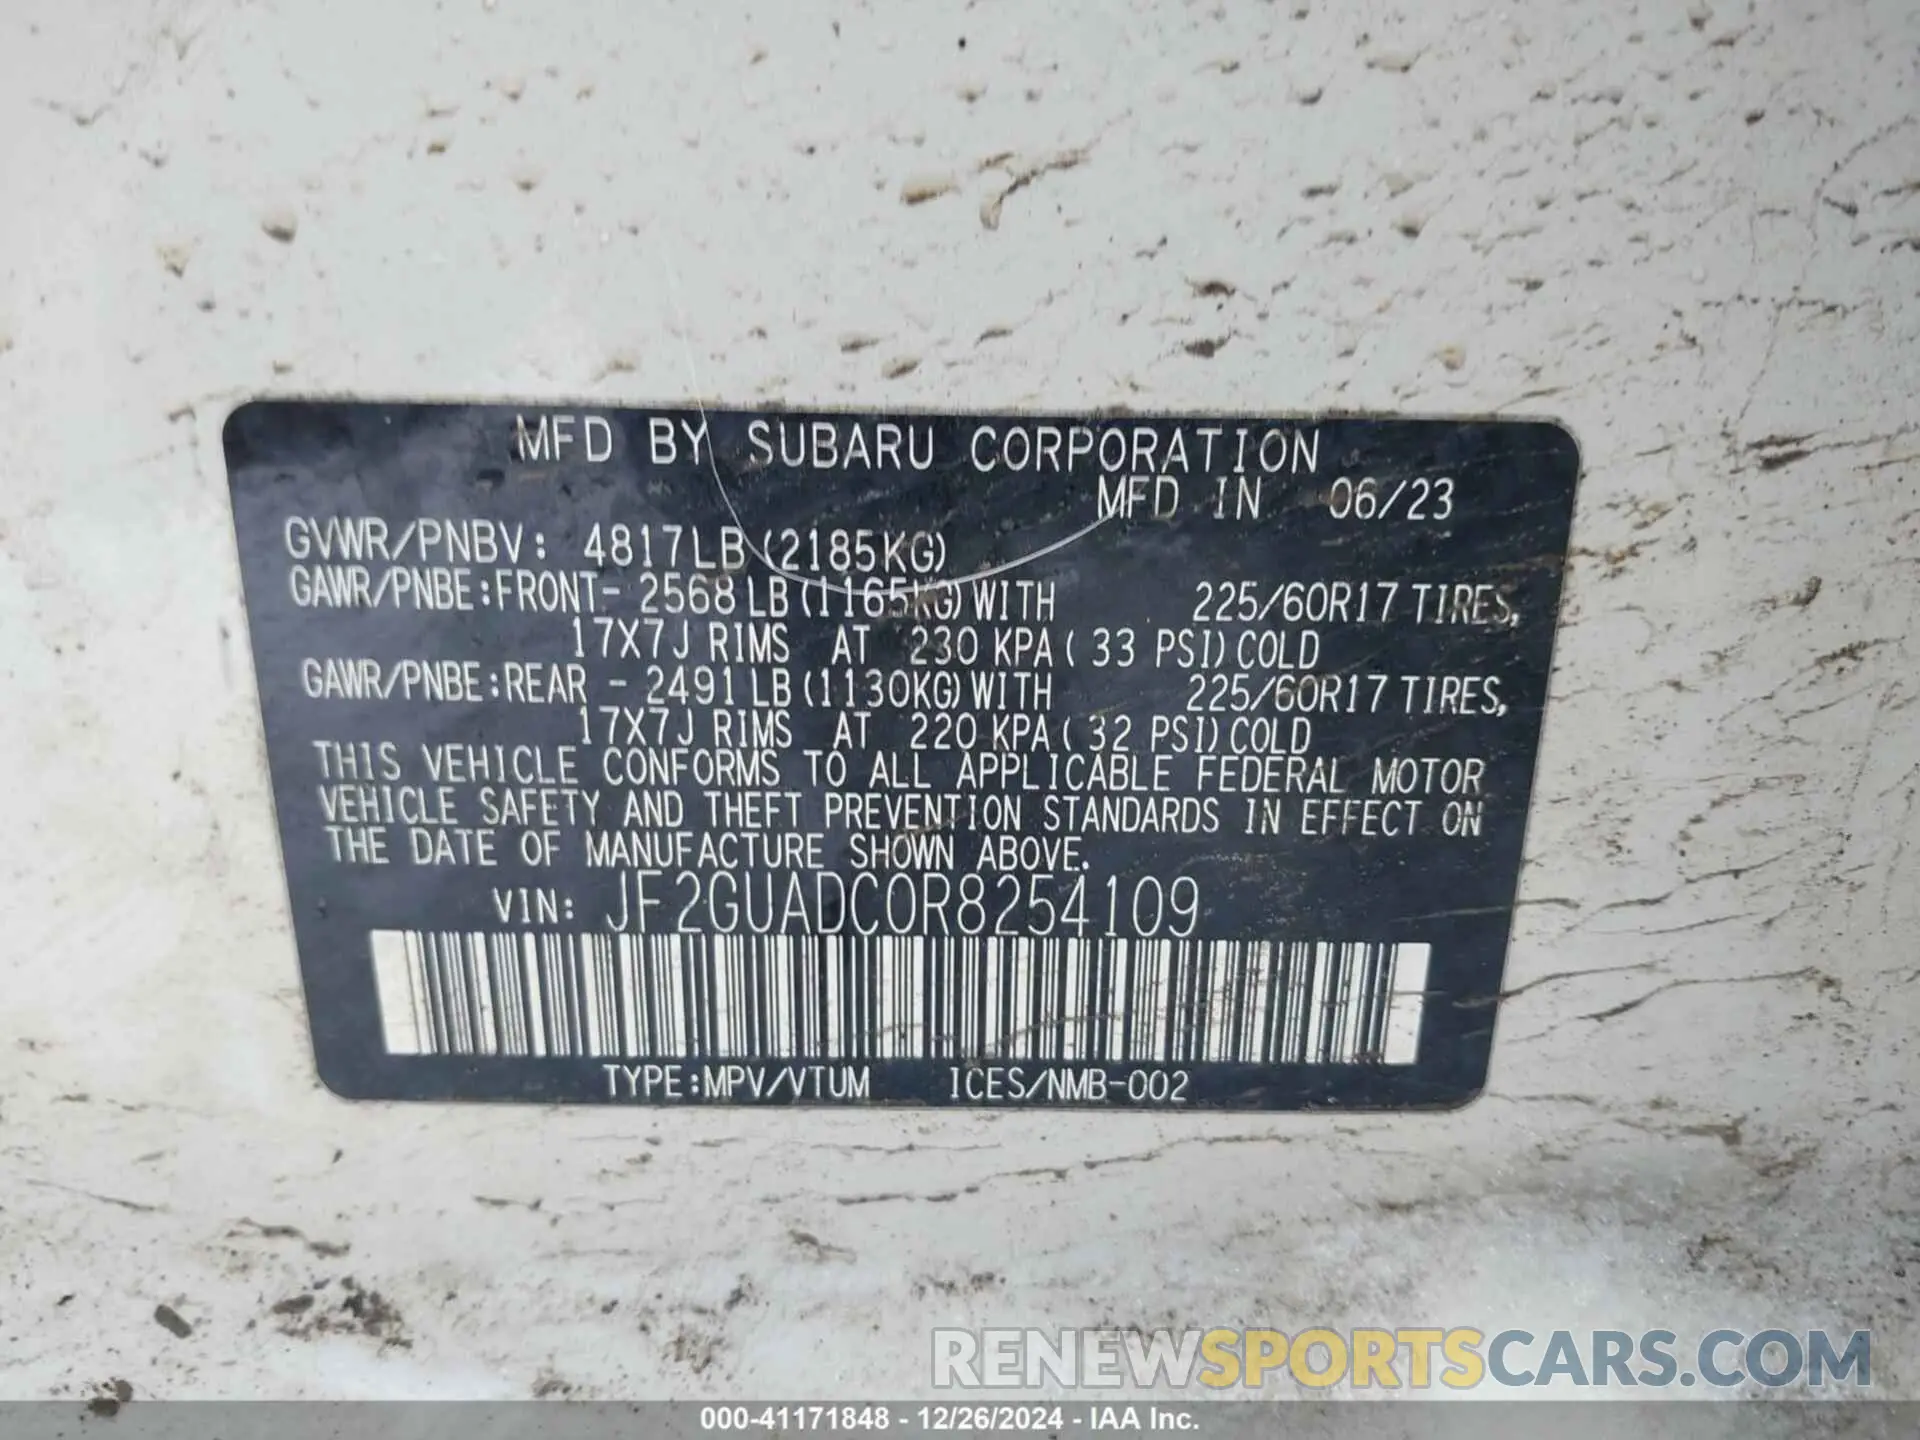 MFD BY SUBARU CORPORATION
MFD IN 06/23
GVWR/PNBV: 4817LB(2185KG)
GAWR/PNBE:FRONT- 2568LB(1165KG)WITH 225/60R17 TIRES,
17X7J RIMS AT 230 KPA( 33 PSI)COLD
GAWR/PNBE:REAR - 2491LB(1130KG)WITH 225/60R17 TIRES,
17X7J RIMS AT 220 KPA( 32 PSI)COLD
THIS VEHICLE CONFORMS TO ALL APPLICABLE FEDERAL MOTOR
VEHICLE SAFETY AND THEFT PREVENTION STANDARDS IN EFFECT ON
THE DATE OF MANUFACTURE SHOWN ABOVE.
VIN: JF2GUADC0R8254109
TYPE:MPV/VTUM ICES/NMB-002
RENEWSPORTSCARS.COM
000-41171848 - 12/26/2024 - IAA Inc.